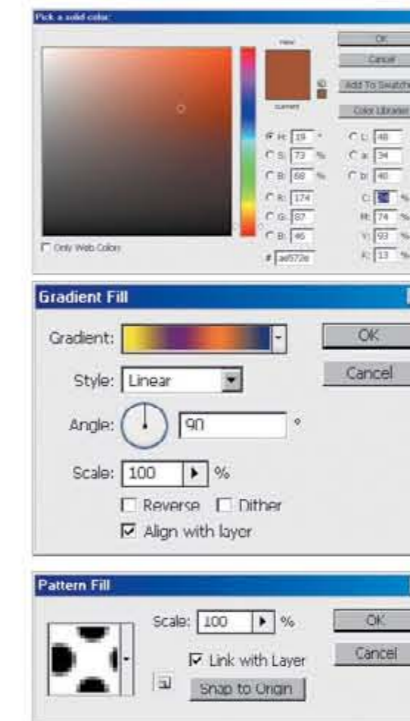 Pick a solid color:
new
OK
Cancel
Add To Swatche
current
Color Libraries
H: 19 °
L: 48
S: 73 %
a: 34
B: 68 %
b: 40
R: 174
C: %
G: 87
M: 74 %
B: 46
Y: 93 %
# ae572e
K: 13 %
Only Web Colors
Gradient Fill
Gradient:
OK
Style: Linear
Cancel
Angle: 90 °
Scale: 100 %
Reverse Dither
Align with layer
Pattern Fill
Scale: 100 %
OK
Link with Layer
Cancel
Snap to Origin